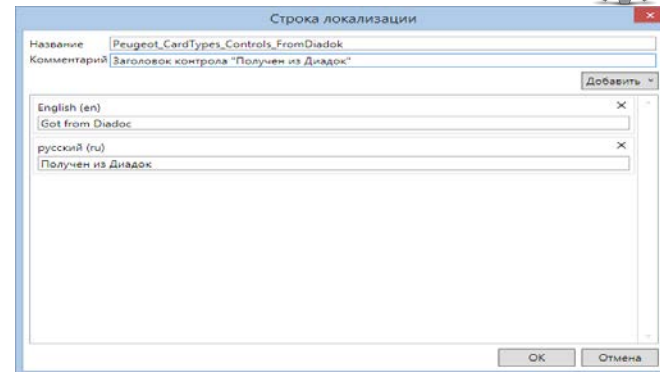 Строка локализации
Название Peugeot_CardTypes_Controls_FromDiadok
Комментарий Заголовок контрола "Получен из Диадок"
Добавить
English (en)
Got from Diadoc
русский (ru)
Получен из Диадок
OK Отмена